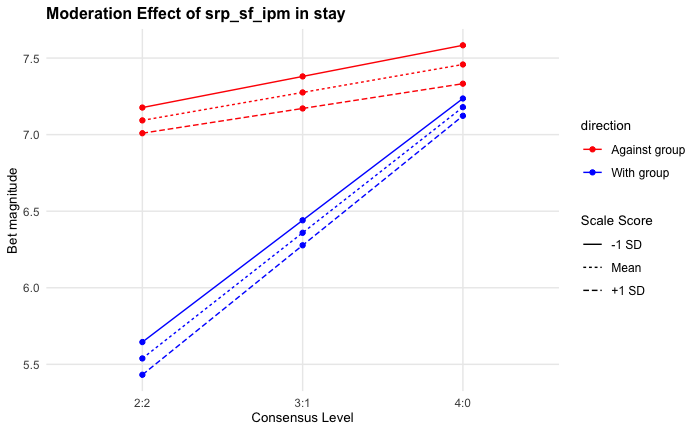 Moderation Effect of srp_sf_ipm in stay
7.5
7.0
6.5
6.0
5.5
Bet magnitude
2:2
3:1
4:0
Consensus Level
direction
Against group
With group
Scale Score
-1 SD
Mean
+1 SD